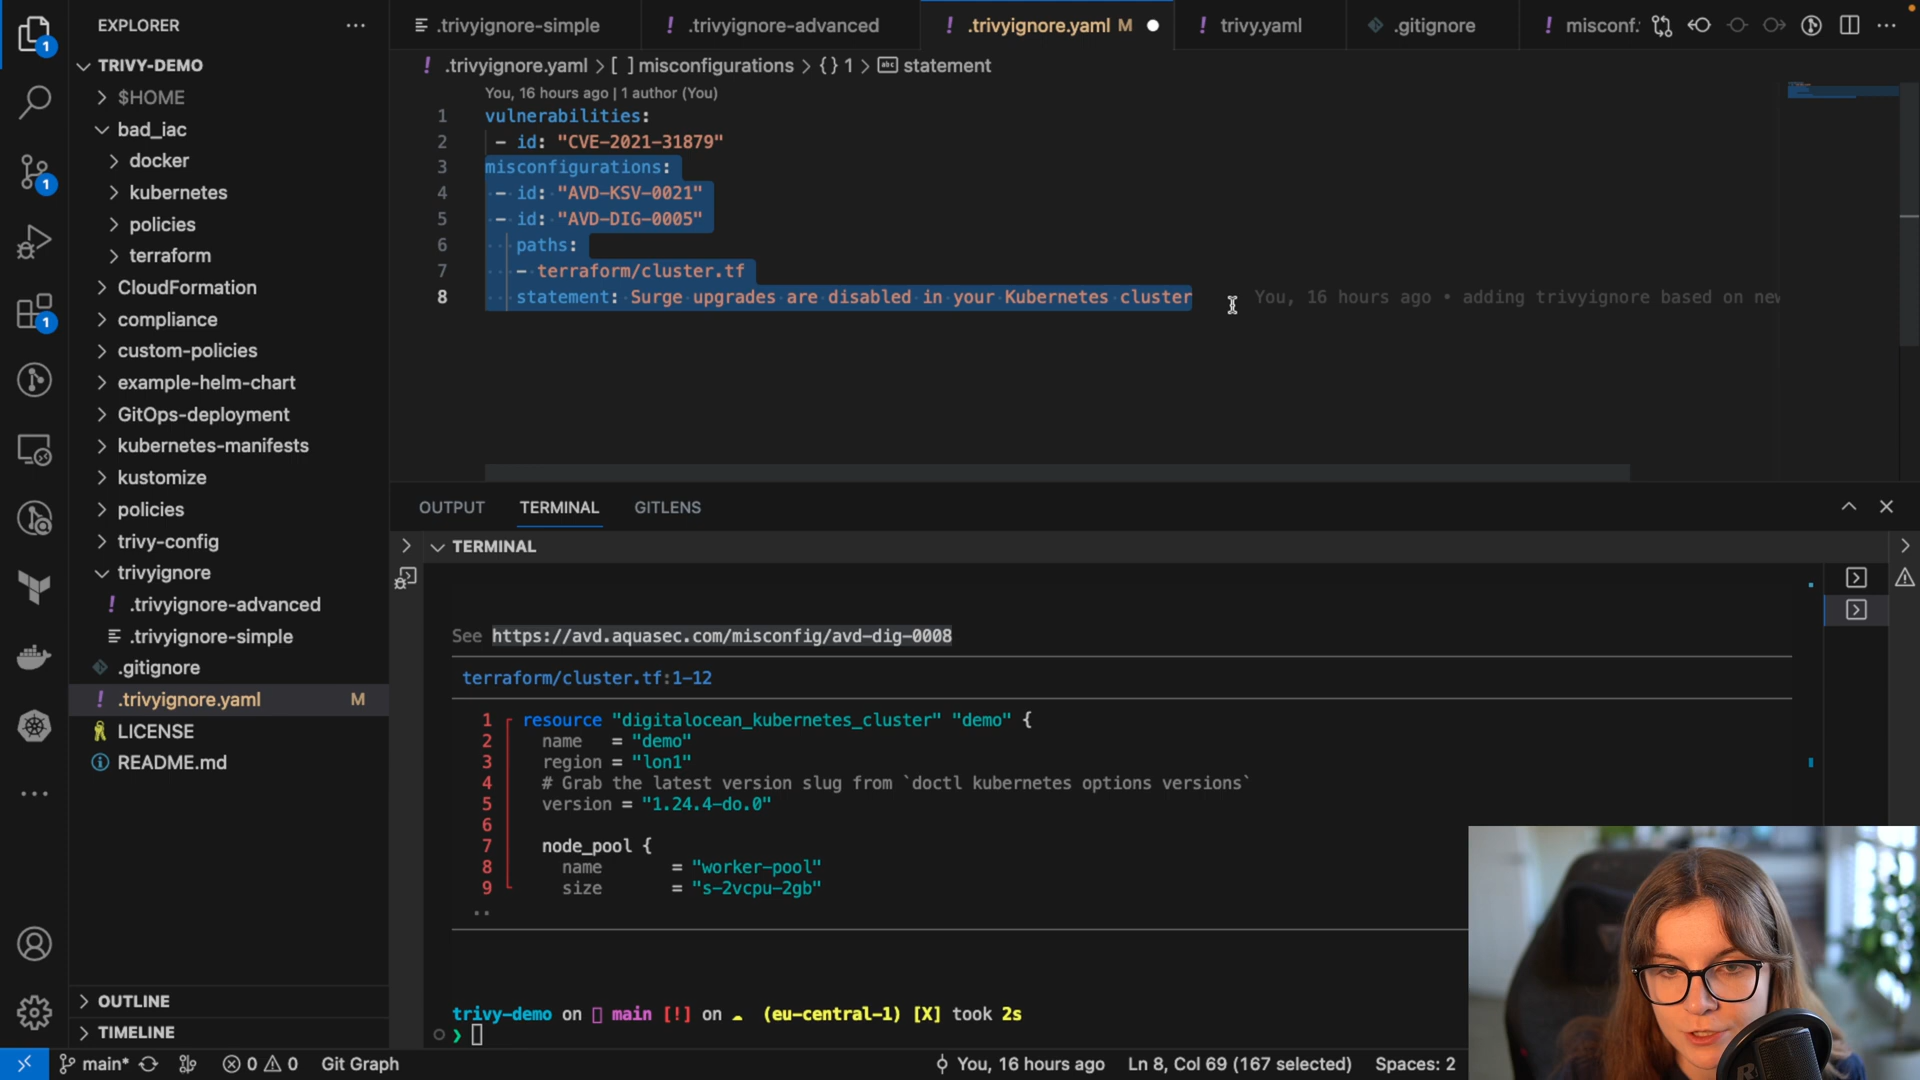 EXPLORER
TRIVY-DEMO
$HOME
bad_iac
docker
kubernetes
policies
terraform
CloudFormation
compliance
custom-policies
example-helm-chart
GitOps-deployment
kubernetes-manifests
kustomize
policies
trivy-config
trivyignore
.trivyignore-advanced
.trivyignore-simple
.gitignore
.trivyignore.yaml M
LICENSE
README.md
OUTLINE
TIMELINE
1
1
1
.trivyignore-simple
.trivyignore-advanced
.trivyignore.yaml M
trivy.yaml
.gitignore
misconf.
.trivyignore.yaml > [ ] misconfigurations > {} 1 > abc statement
You, 16 hours ago | 1 author (You)
1 vulnerabilities:
2 - id: "CVE-2021-31879"
3 misconfigurations:
4 - id: "AVD-KSV-0021"
5 - id: "AVD-DIG-0005"
6 paths:
7 - terraform/cluster.tf
8 statement: Surge upgrades are disabled in your Kubernetes cluster You, 16 hours ago • adding trivyignore based on new
OUTPUT TERMINAL GITLENS
TERMINAL
See https://avd.aquasec.com/misconfig/avd-dig-0008
terraform/cluster.tf:1-12
1 resource "digitalocean_kubernetes_cluster" "demo" {
2 name = "demo"
3 region = "lon1"
4 # Grab the latest version slug from `doctl kubernetes options versions`
5 version = "1.24.4-do.0"
6
7 node_pool {
8 name = "worker-pool"
9 size = "s-2vcpu-2gb"
..
trivy-demo on main [!] on (eu-central-1) [X] took 2s
❯
main* 0 0 Git Graph You, 16 hours ago Ln 8, Col 69 (167 selected) Spaces: 2